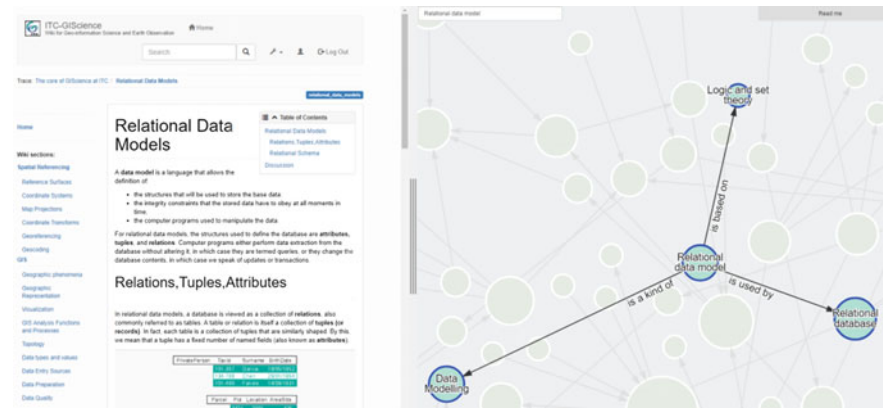 ITC-GIScience
Wiki for Geo-information Science and Earth Observation
Home
Search
Log Out
Trace: The core of GIScience at ITC / Relational Data Models
relational_data_models
Home
Wiki sections:
Spatial Referencing
Reference Surfaces
Coordinate Systems
Map Projections
Coordinate Transforms
Georeferencing
Geocoding
GIS
Geographic phenomena
Geographic
Representation
Visualization
GIS Analysis Functions
and Processes
Topology
Data types and values
Data Entry Sources
Data Preparation
Data Quality
Relational Data
Models
Table of Contents
Relational Data Models
Relations,Tuples,Attributes
Relational Schema
Discussion
A data model is a language that allows the
definition of
the structures that will be used to store the base data
the integrity constraints that the stored data have to obey at all moments in
time.
the computer programs used to manipulate the data
For relational data models, the structures used to define the database are attributes,
tuples, and relations. Computer programs either perform data extraction from the
database without altering it, in which case they are termed queries, or they change the
database contents, in which case we speak of updates or transactions.
Relations,Tuples,Attributes
In relational data models, a database is viewed as a collection of relations, also
commonly referred to as tables. A table or relation is itself a collection of tuples (or
records). In fact, each table is a collection of tuples that are similarly shaped. By this
we mean that a tuple has a fixed number of named fields (also known as attributes).
PrivatePerson TaxId Surname BirthDate
Parcel PId Location AreaSize
Relational data model
Read me
Logic and set
theory
is based on
Relational
data model
is a kind of
is used by
Relational
database
Data
Modelling